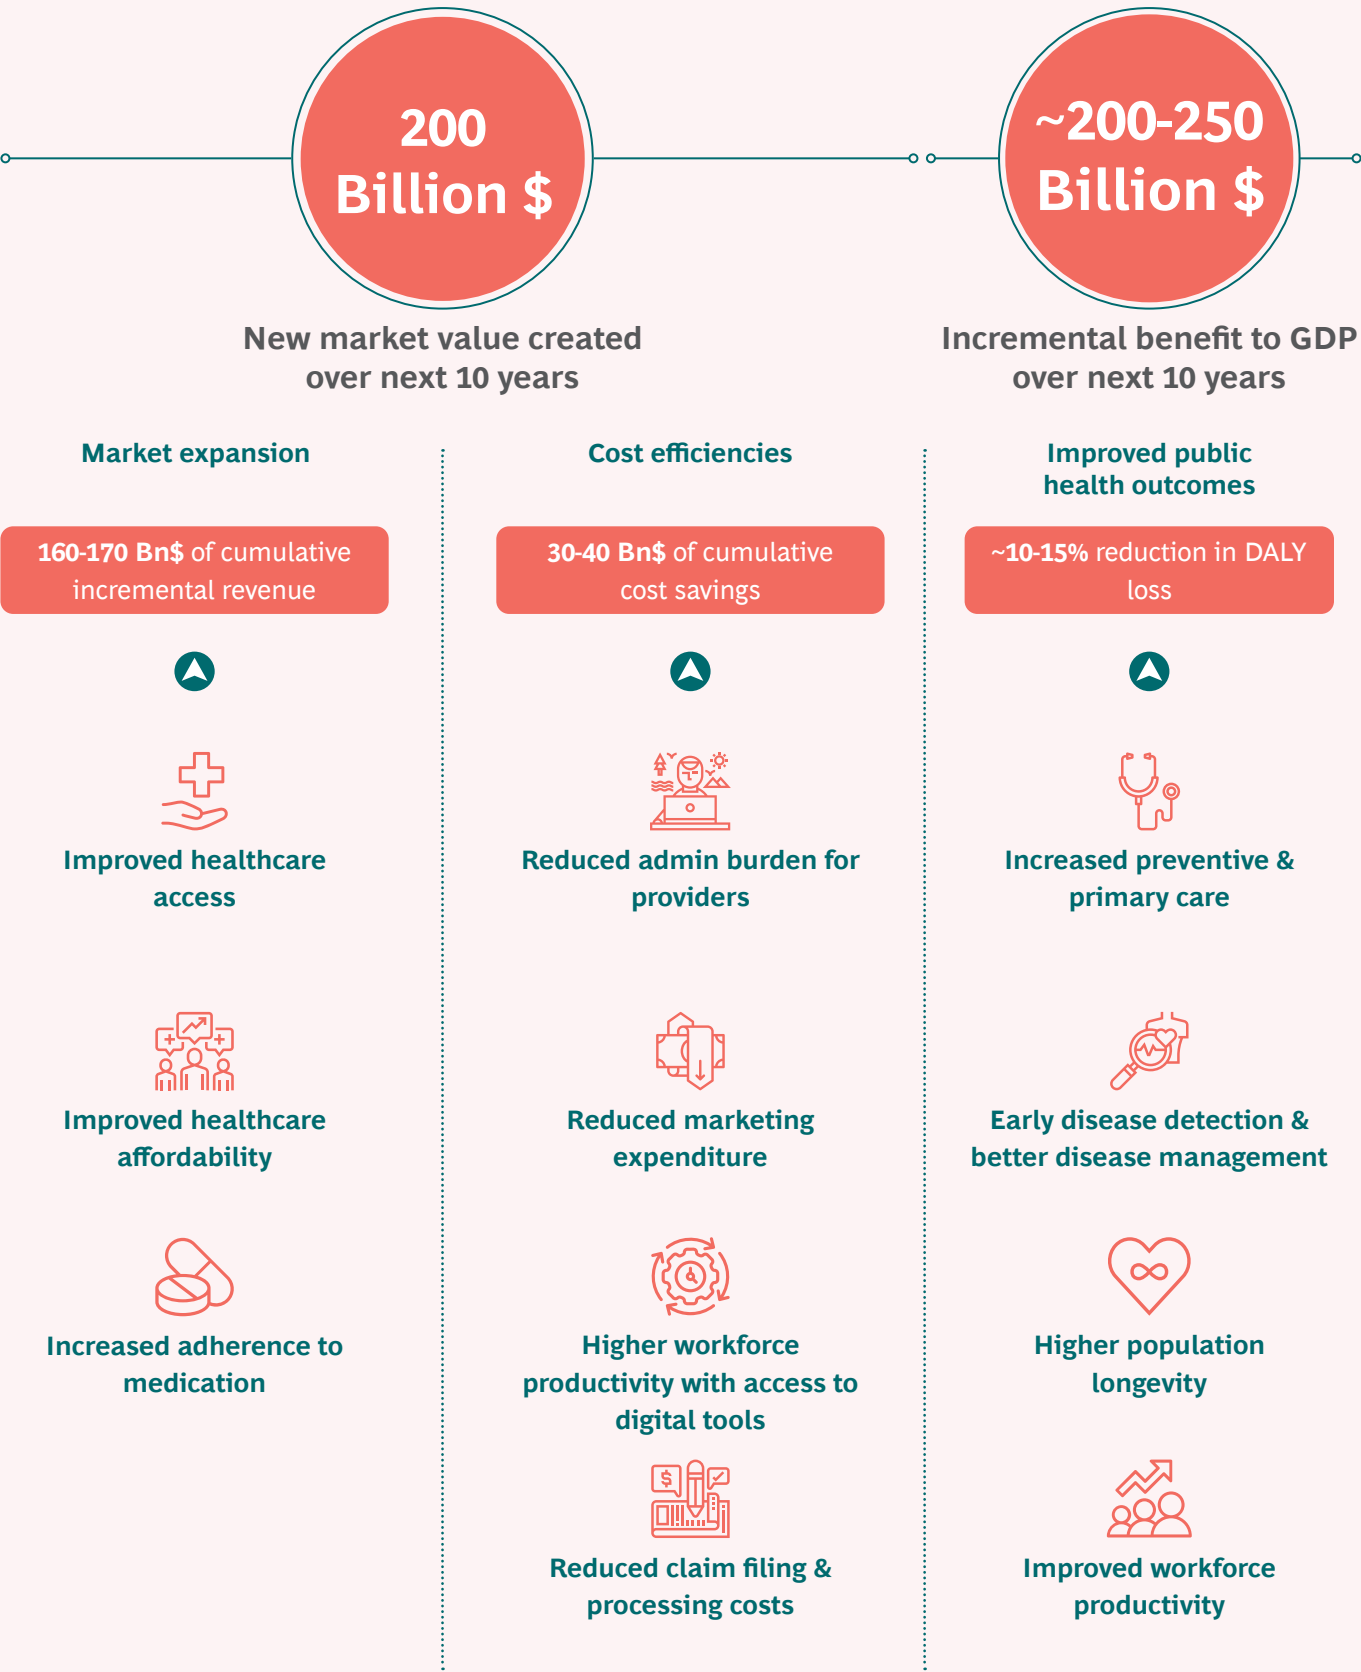 200
Billion $
New market value created
over next 10 years
~200-250
Billion $
Incremental benefit to GDP
over next 10 years
Market expansion
160-170 Bn$ of cumulative
incremental revenue
Improved healthcare
access
Improved healthcare
affordability
Increased adherence to
medication
Cost efficiencies
30-40 Bn$ of cumulative
cost savings
Reduced admin burden for
providers
Reduced marketing
expenditure
Higher workforce
productivity with access to
digital tools
$
Reduced claim filing &
processing costs
Improved public
health outcomes
~10-15% reduction in DALY
loss
Increased preventive &
primary care
Early disease detection &
better disease management
Higher population
longevity
Improved workforce
productivity